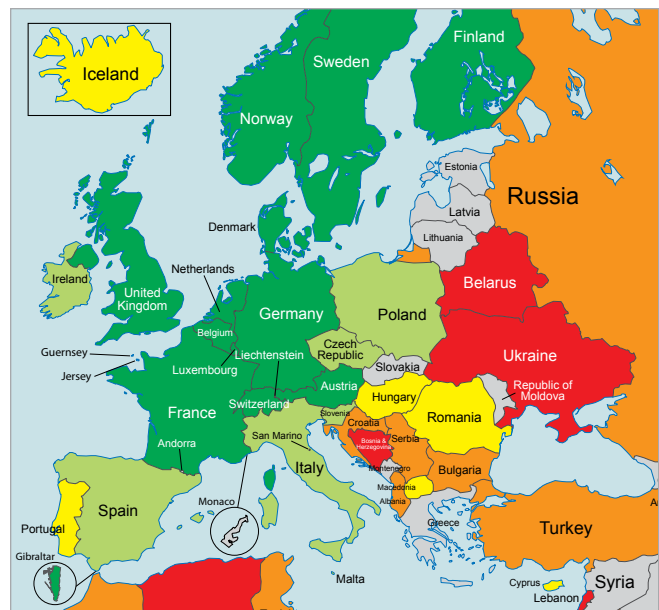 Iceland
Finland
Sweden
Norway
Estonia
Russia
Latvia
Denmark
Lithuania
Netherlands
Ireland
Belarus
United
Kingdom
Germany
Poland
Belgium
Guernsey
Czech
Republic
Liechtenstein
Ukraine
Jersey
Luxembourg
Slovakia
Republic of
Moldova
Austria
Hungary
Switzerland
France
Romania
Slovenia
Croatia
San Marino
Serbia
Bosnia &
Herzegovina
Andorra
Italy
Montenegro
Bulgaria
Macedonia
Monaco
Albania
Spain
Portugal
Greece
Turkey
Gibraltar
Malta
Cyprus
Syria
Lebanon